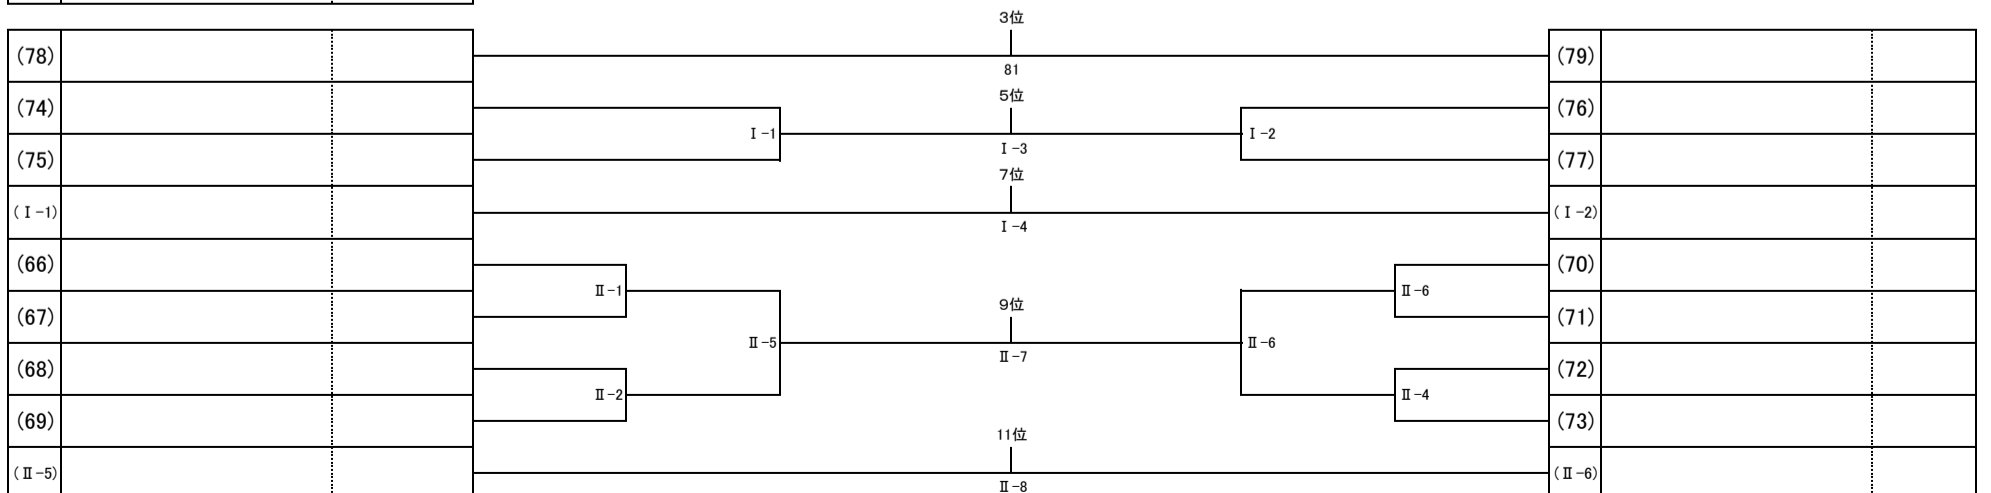 3位
(78) (79)
81
(74) 5位 (76)
Ⅰ-1 Ⅰ-2
(75) Ⅰ-3 (77)
7位
(Ⅰ-1) (Ⅰ-2)
Ⅰ-4
(66) (70)
Ⅱ-1 Ⅱ-6
(67) 9位 (71)
Ⅱ-5 Ⅱ-6
(68) Ⅱ-7 (72)
Ⅱ-2 Ⅱ-4
(69) (73)
11位
(Ⅱ-5) (Ⅱ-6)
Ⅱ-8